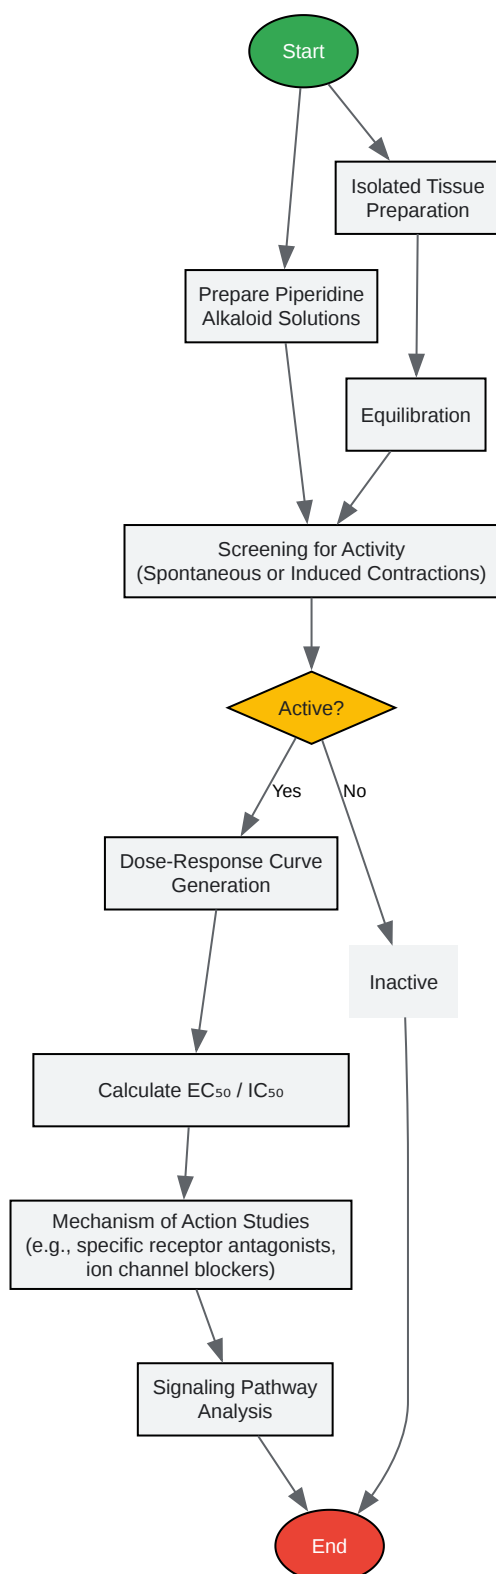 Start
Isolated Tissue
Preparation
Prepare Piperidine
Alkaloid Solutions
Equilibration
Screening for Activity
(Spontaneous or Induced Contractions)
Active?
Yes
No
Dose-Response Curve
Generation
Inactive
Calculate EC₅₀ / IC₅₀
Mechanism of Action Studies
(e.g., specific receptor antagonists,
ion channel blockers)
Signaling Pathway
Analysis
End